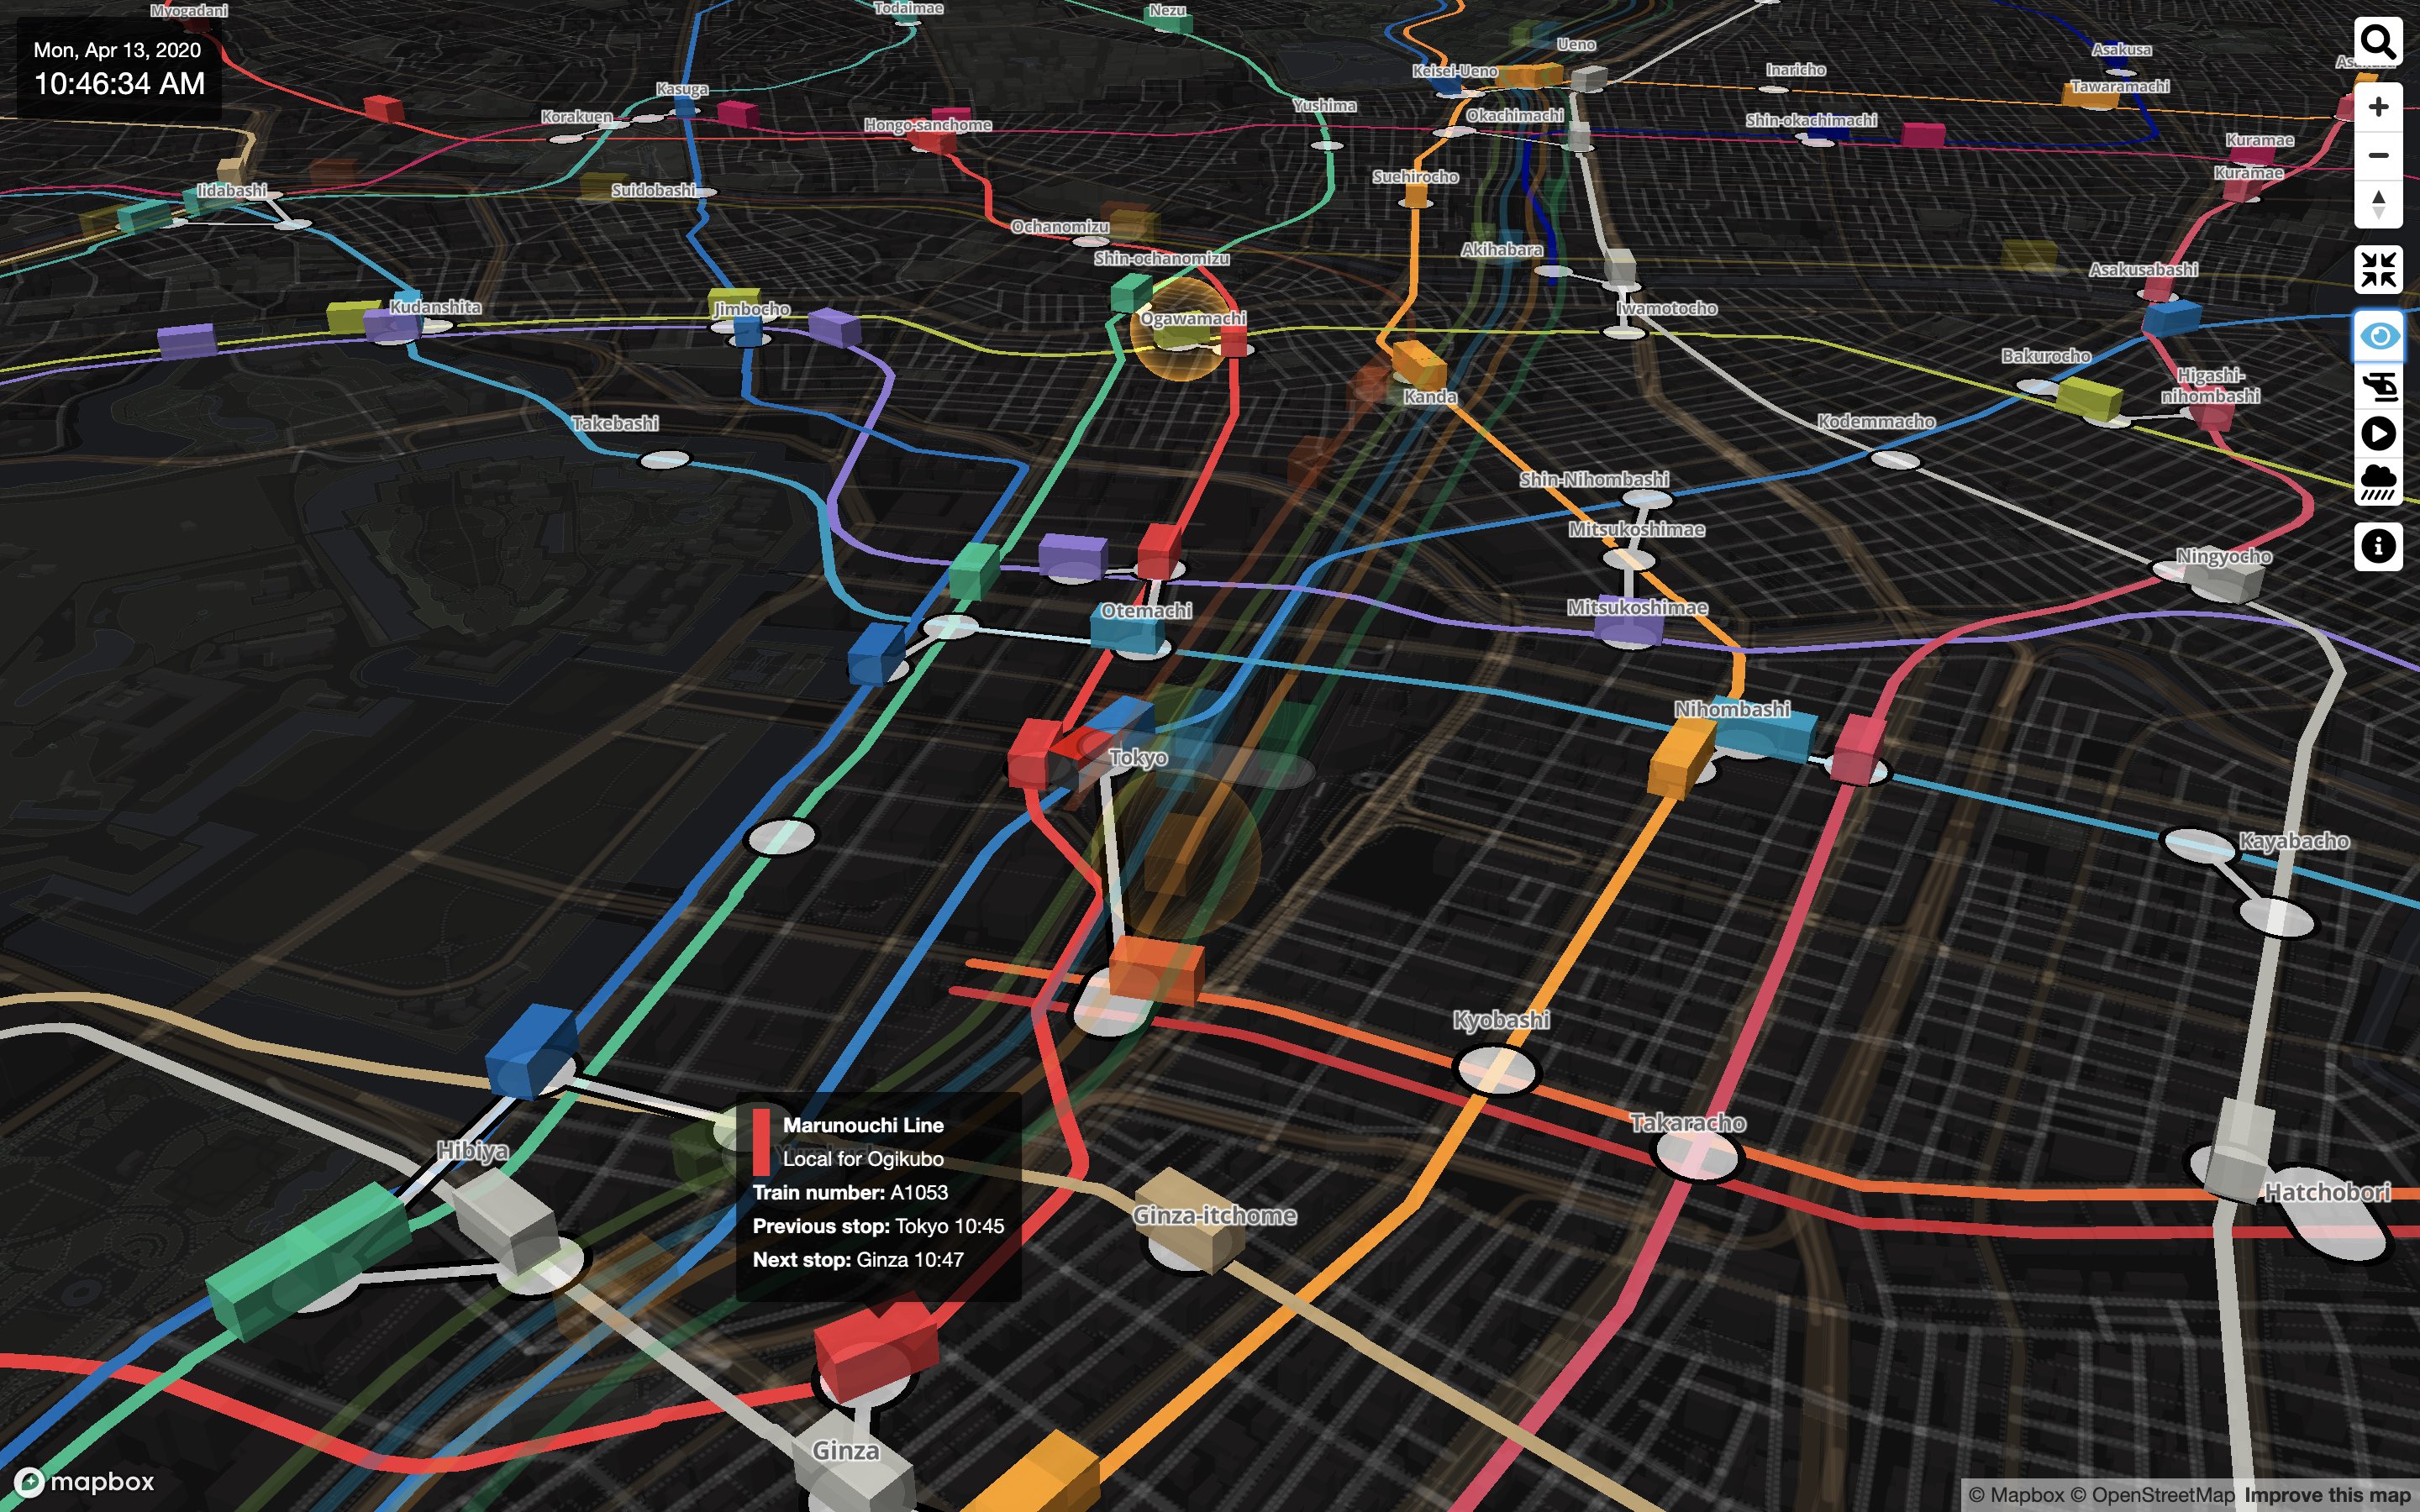 Mon, Apr 13, 2020
10:46:34 AM
Myogadani
Todaimae
Nezu
Ueno
Asakusa
Keisei-Ueno
Inaricho
Tawaramachi
Kasuga
Korakuen
Hongo-sanchome
Yushima
Okachimachi
Shin-okachimachi
Kuramae
Kuramae
Iidabashi
Suidobashi
Suehirocho
Ochanomizu
Shin-ochanomizu
Akihabara
Asakusabashi
Kudanshita
Jimbocho
Ogawamachi
Iwamotocho
Bakurocho
Higashi-
nihombashi
Kanda
Takebashi
Kodemmacho
Shin-Nihombashi
Mitsukoshimae
Ningyocho
Otemachi
Mitsukoshimae
Nihombashi
Tokyo
Kayabacho
Kyobashi
Takaracho
Hibiya
Marunouchi Line
Local for Ogikubo
Train number: A1053
Previous stop: Tokyo 10:45
Next stop: Ginza 10:47
Ginza-itchome
Hatchobori
Ginza
mapbox
© Mapbox © OpenStreetMap Improve this map